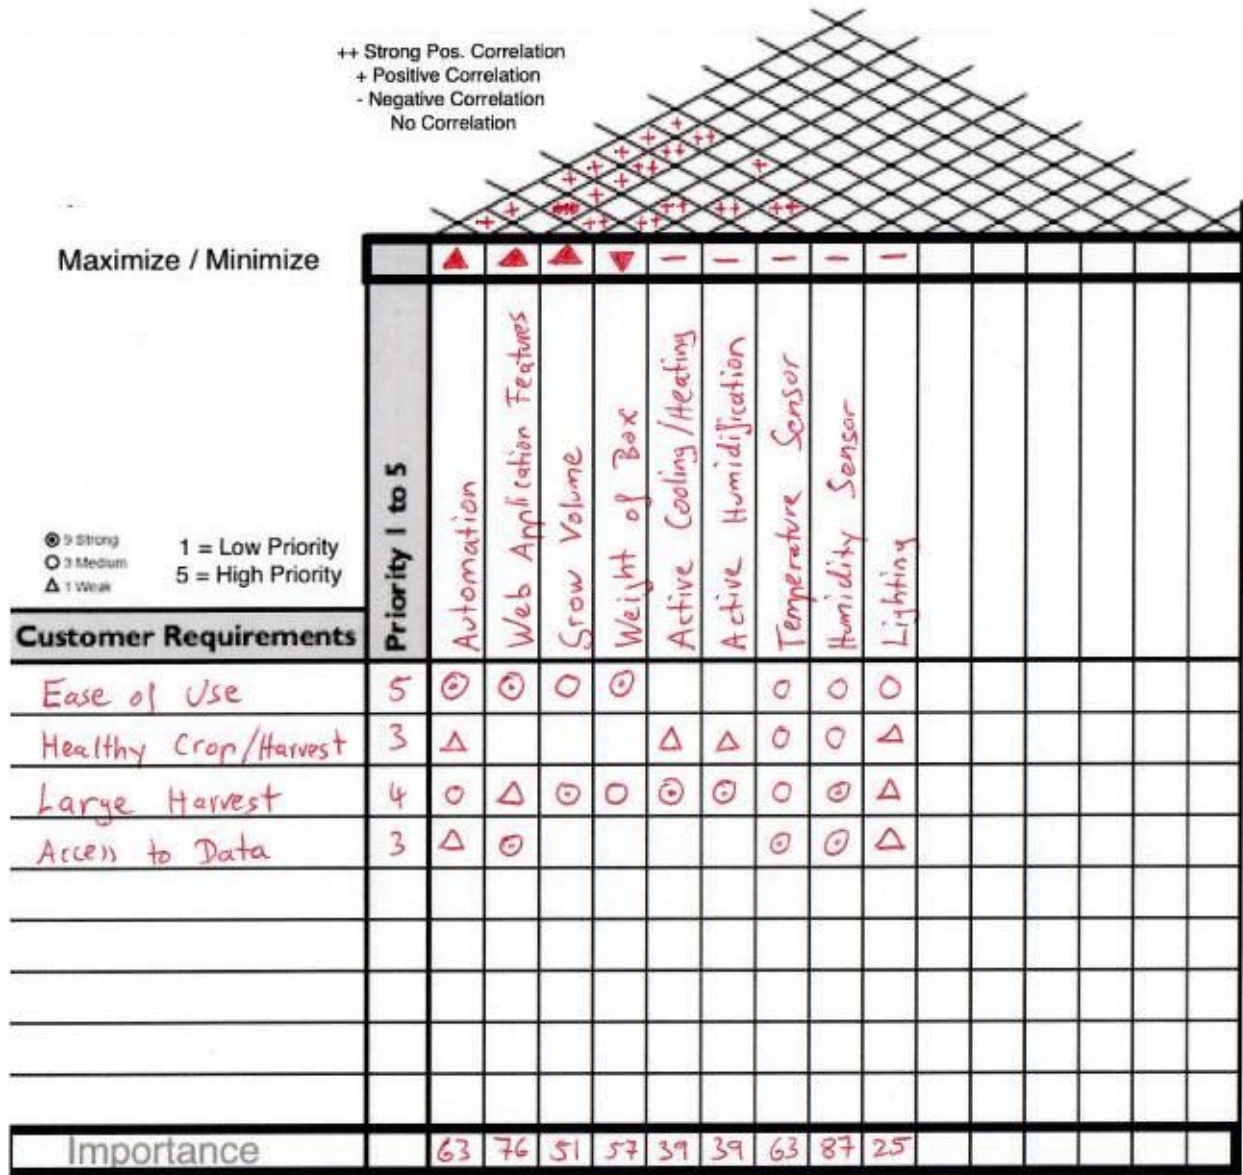 ++ Strong Pos. Correlation
+ Positive Correlation
- Negative Correlation
No Correlation
+
+ ++
+ ++
+ ++ +
+ +
+
+ + ++ ++ ++
+ ++ ++
Maximize / Minimize
▲ ▲ ▲ ▼ - - - - -
Automation
Web Application Features
Grow Volume
Weight of Box
Active Cooling/Heating
Active Humidification
Temperature Sensor
Humidity Sensor
Lighting
Priority 1 to 5
◎ 9 Strong
○ 3 Medium
△ 1 Weak
1 = Low Priority
5 = High Priority
Customer Requirements
Ease of Use 5 ◎ ◎ ○ ◎ ○ ○ ○
Healthy Crop/Harvest 3 △ △ △ ○ ○ △
Large Harvest 4 ○ △ ◎ ○ ◎ ◎ ○ ◎ △
Access to Data 3 △ ◎ ◎ ◎ △
Importance 63 76 51 57 39 39 63 87 25